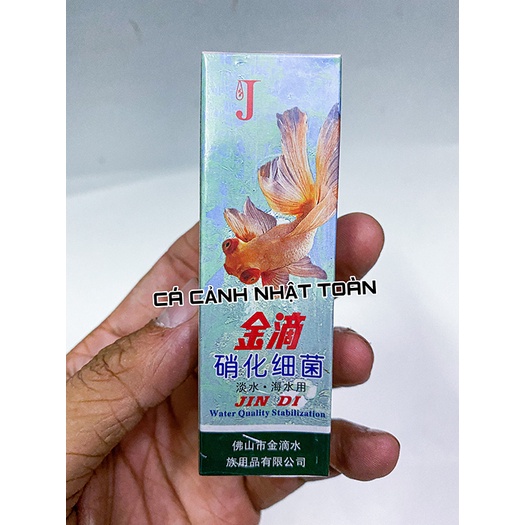 J
CÁ CẢNH NHẬT TOÀN
金滴
硝化细菌
淡水·海水用
JIN DI
Water Quality Stabilization
佛山市金滴水
族用品有限公司